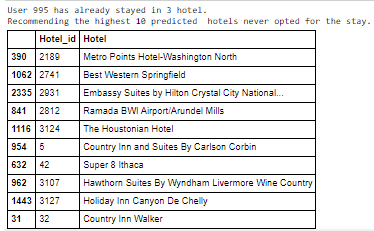 User 995 has already stayed in 3 hotel.
Recommending the highest 10 predicted  hotels never opted for the stay.
Hotel_id Hotel
390 2189 Metro Points Hotel-Washington North
1062 2741 Best Western Springfield
2335 2931 Embassy Suites by Hilton Crystal City National...
841 2812 Ramada BWI Airport/Arundel Mills
1116 3124 The Houstonian Hotel
954 5 Country Inn and Suites By Carlson Corbin
632 42 Super 8 Ithaca
962 3107 Hawthorn Suites By Wyndham Livermore Wine Country
1443 3127 Holiday Inn Canyon De Chelly
31 32 Country Inn Walker